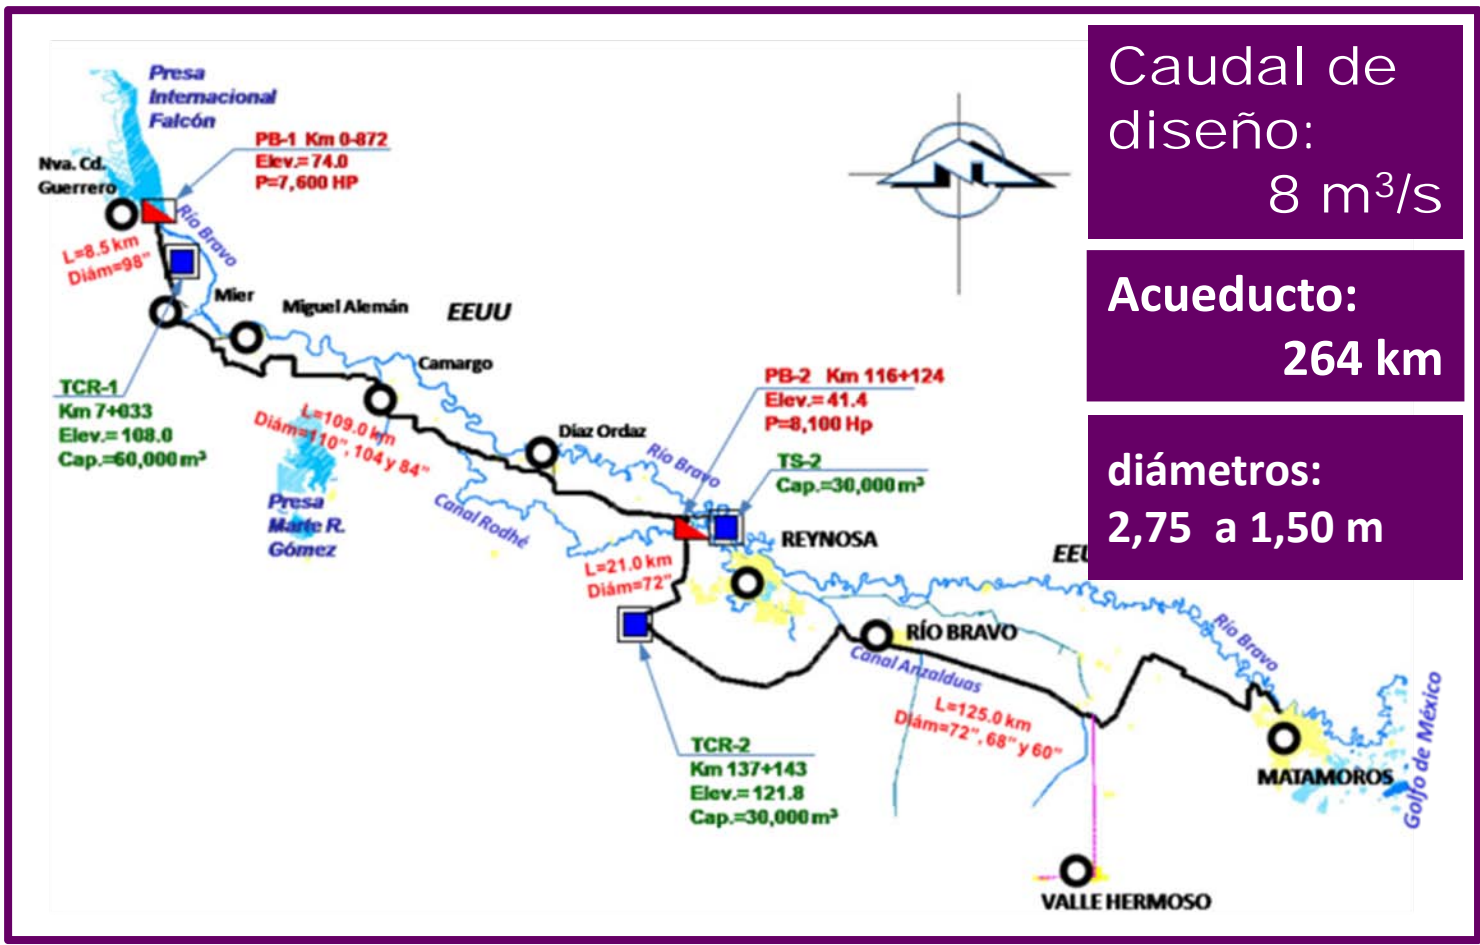 Presa
Internacional
Falcón
PB-1 Km 0-872
Elev.= 74.0
P=7,600 HP
Nva. Cd.
Guerrero
Río Bravo
L=8.5 km
Diám=98"
Mier
Miguel Alemán
EEUU
Camargo
TCR-1
Km 7+033
Elev.= 108.0
Cap.=60,000 m³
L=109.0 km
Diám=110", 104 y 84"
Presa
Marte R.
Gómez
Canal Rodhé
Díaz Ordaz
Río Bravo
PB-2 Km 116+124
Elev.= 41.4
P=8,100 Hp
TS-2
Cap.=30,000 m³
REYNOSA
L=21.0 km
Diám=72"
TCR-2
Km 137+143
Elev.= 121.8
Cap.=30,000 m³
RÍO BRAVO
Canal Anzalduas
L=125.0 km
Diám=72", 68" y 60"
Río Bravo
MATAMOROS
Golfo de México
VALLE HERMOSO
Caudal de
diseño:
8 m³/s
Acueducto:
264 km
diámetros:
2,75 a 1,50 m